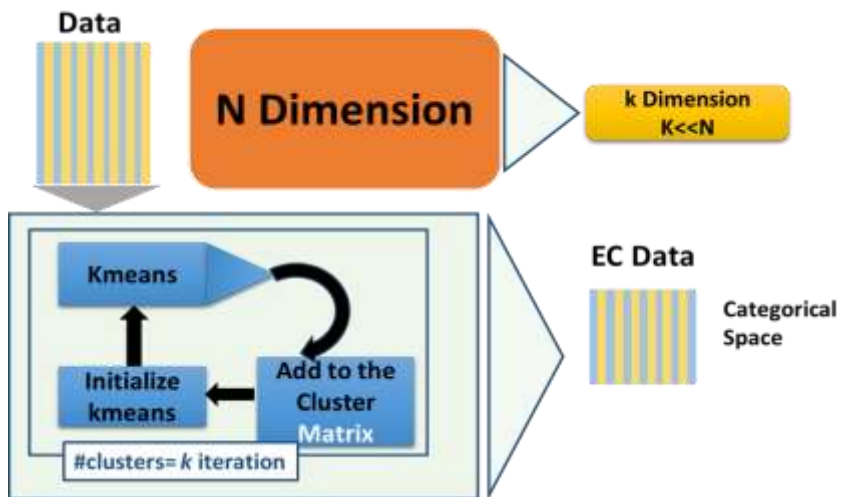 Data
N Dimension
k Dimension
K<<N
Kmeans
Initialize
kmeans
Add to the
Cluster
Matrix
#clusters= k iteration
EC Data
Categorical
Space